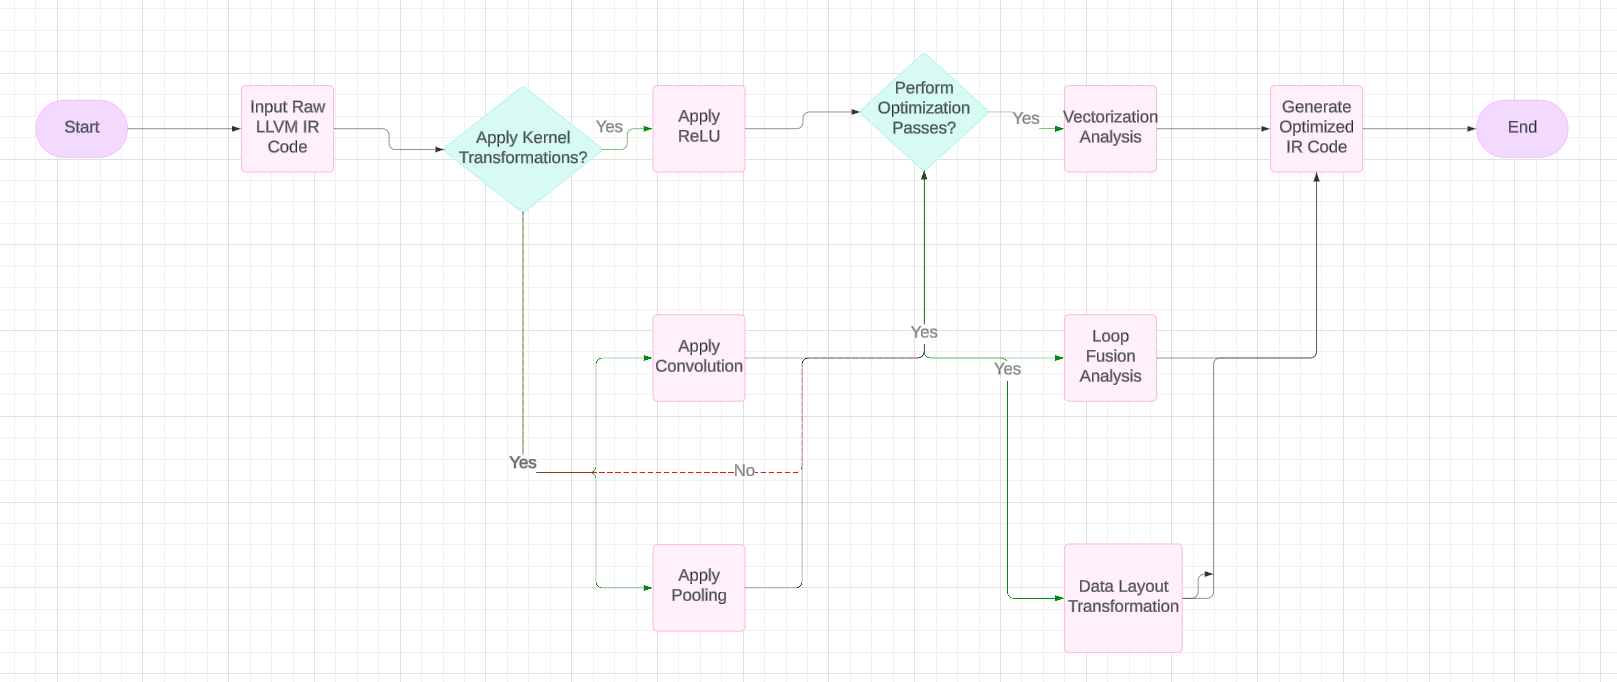 Start
Input Raw
LLVM IR
Code
Apply Kernel
Transformations?
Yes
Apply
ReLU
Perform
Optimization
Passes?
Yes
Vectorization
Analysis
Generate
Optimized
IR Code
End
Apply
Convolution
Yes
Yes
Loop
Fusion
Analysis
Yes
No
Apply
Pooling
Data Layout
Transformation